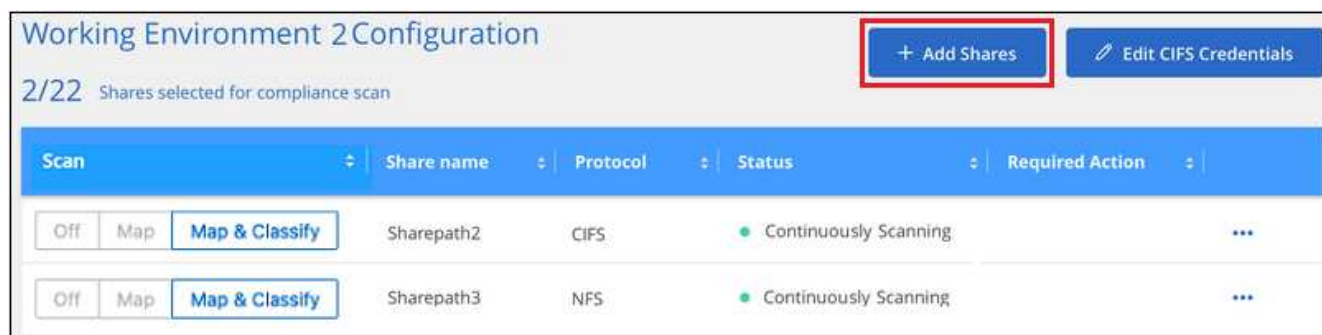 Working Environment 2 Configuration
+ Add Shares
Edit CIFS Credentials
2/22 Shares selected for compliance scan
Scan Share name Protocol Status Required Action
Off Map Map & Classify Sharepath2 CIFS Continuously Scanning
Off Map Map & Classify Sharepath3 NFS Continuously Scanning